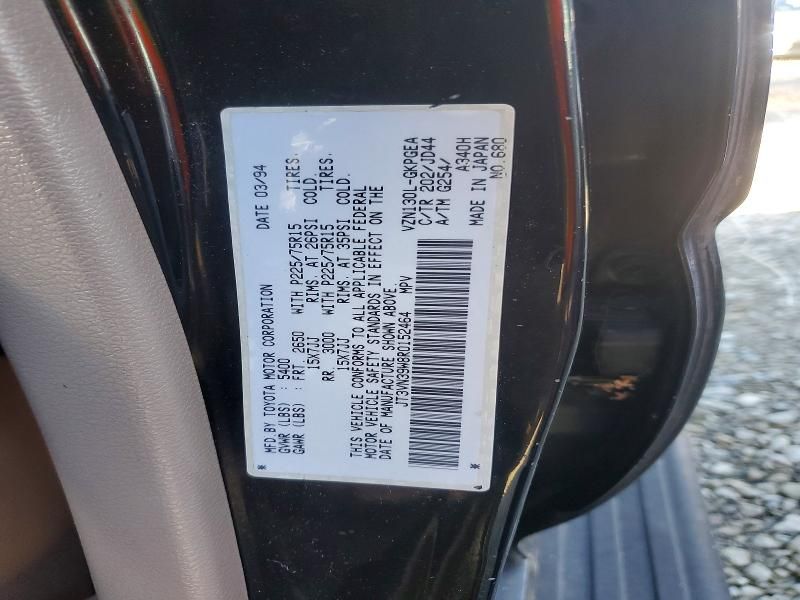 MFD.BY TOYOTA MOTOR CORPORATION DATE 03/94
GVWR (LBS) : 5400
GAWR (LBS) : FRT. 2650 WITH P225/75R15 TIRES.
15X7JJ RIMS. AT 26PSI COLD.
RR. 3000 WITH P225/75R15 TIRES.
15X7JJ RIMS. AT 35PSI COLD.
THIS VEHICLE CONFORMS TO ALL APPLICABLE FEDERAL
MOTOR VEHICLE SAFETY STANDARDS IN EFFECT ON THE
DATE OF MANUFACTURE SHOWN ABOVE.
JT3VN39W8R0152464 MPV
VZN130L-GKPGEA
C/TR 202/JD44
A/TM G254/
A340H
MADE IN JAPAN
NO.680